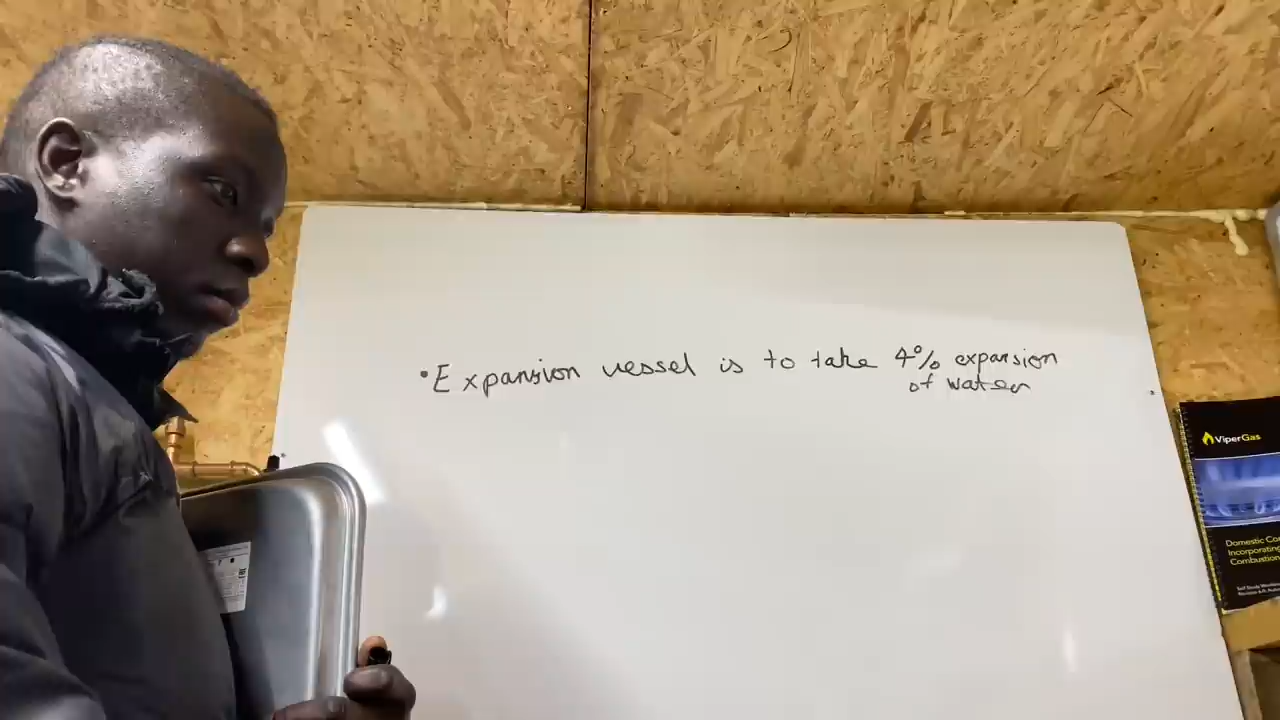 •Expansion vessel is to take 4% expansion
of water
ViperGas
Domestic Co
Incorporating
Combustion